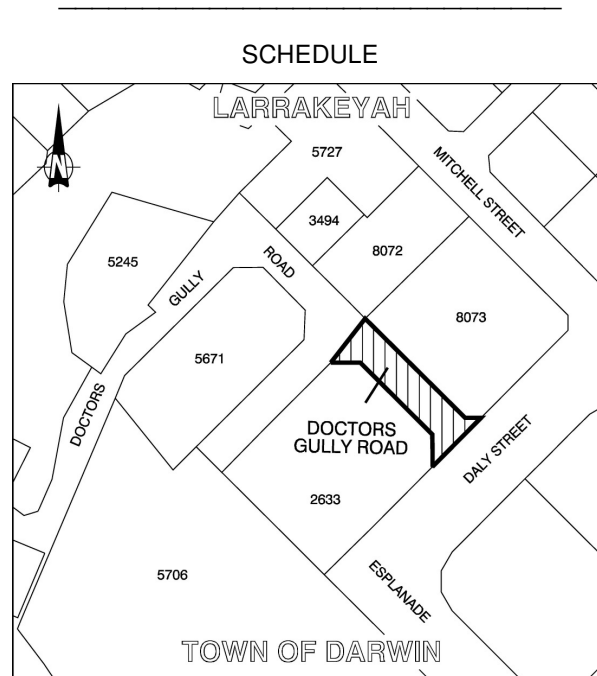 SCHEDULE
LARRAKEYAH
N
5727
MITCHELL STREET
3494
8072
ROAD
5245
GULLY
8073
5671
DOCTORS
DOCTORS
GULLY ROAD
DALY STREET
2633
5706
ESPLANADE
TOWN OF DARWIN